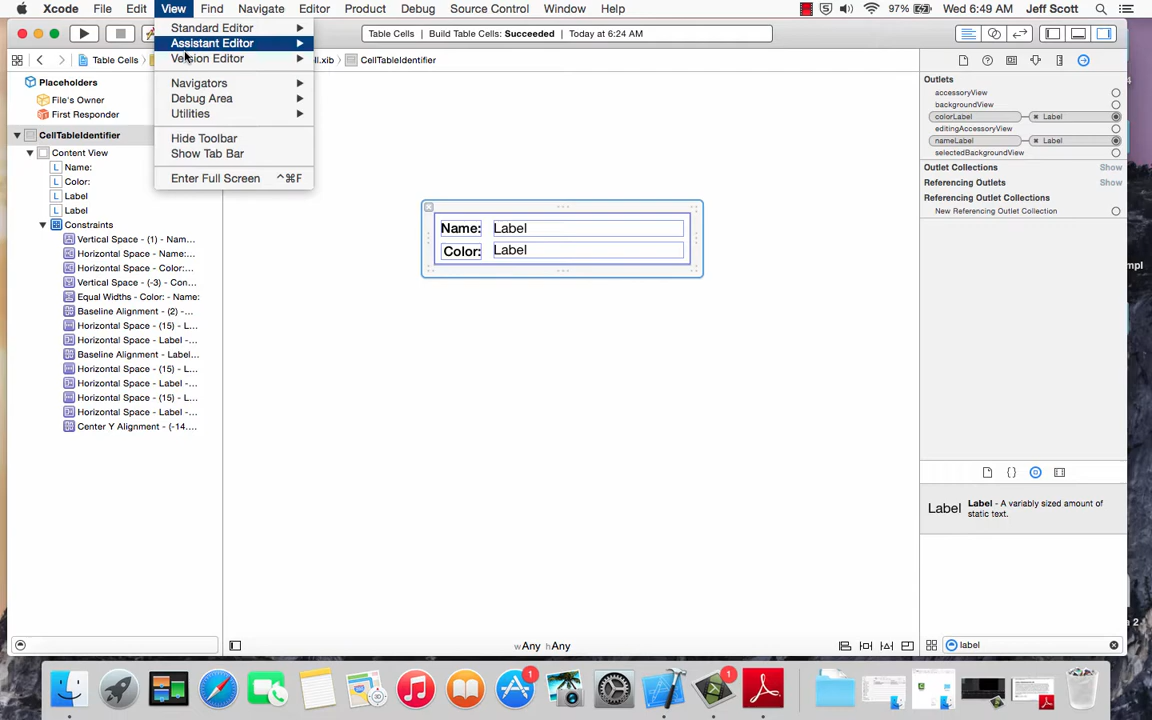 Xcode File Edit View Find Navigate Editor Product Debug Source Control Window Help 97% Wed 6:49 AM Jeff Scott
Standard Editor
Assistant Editor
Version Editor
Navigators
Debug Area
Utilities
Hide Toolbar
Show Tab Bar
Enter Full Screen ^⌘F
Table Cells Build Table Cells: Succeeded Today at 6:24 AM
Table Cells
.xib CellTableIdentifier
Placeholders
File's Owner
First Responder
CellTableIdentifier
Content View
Name:
Color:
Label
Label
Constraints
Vertical Space - (1) - Nam...
Horizontal Space - Name:...
Horizontal Space - Color:...
Vertical Space - (-3) - Con...
Equal Widths - Color: - Name:
Baseline Alignment - (2) -...
Horizontal Space - (15) - L...
Horizontal Space - Label -...
Baseline Alignment - Label...
Horizontal Space - (15) - L...
Horizontal Space - Label -...
Horizontal Space - (15) - L...
Horizontal Space - Label -...
Center Y Alignment - (-14....
Name: Label
Color: Label
wAny hAny
Outlets
accessoryView
backgroundView
colorLabel Label
editingAccessoryView
nameLabel Label
selectedBackgroundView
Outlet Collections Show
Referencing Outlets Show
Referencing Outlet Collections
New Referencing Outlet Collection
Label
Label - A variably sized amount of
static text.
label
mpl
2
1
1